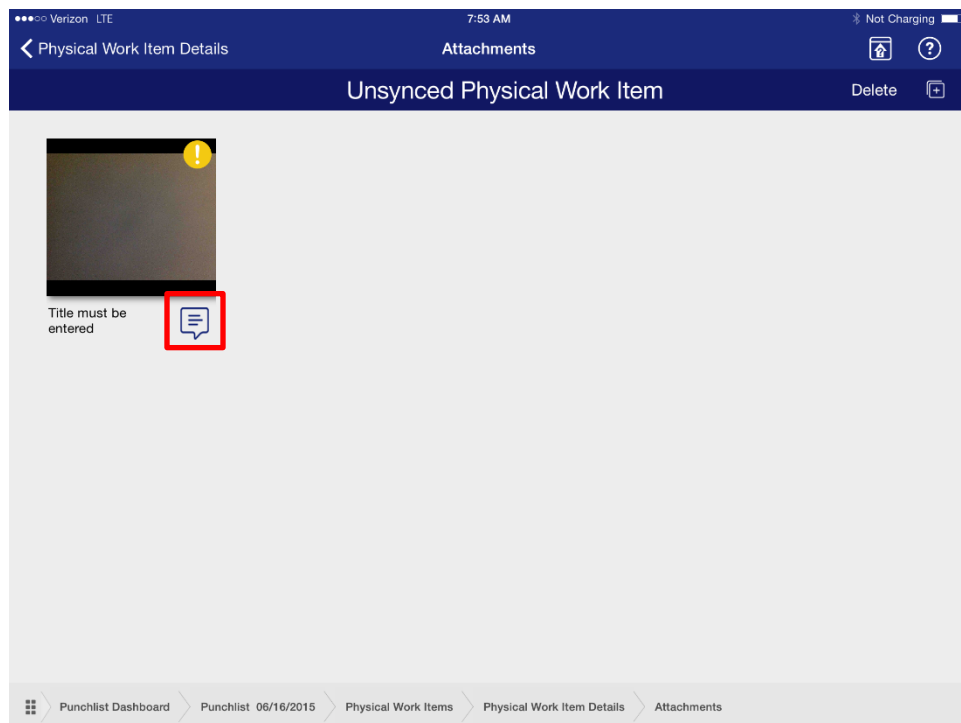 Verizon LTE 7:53 AM Not Charging
Physical Work Item Details Attachments ?
Unsynced Physical Work Item Delete
!
Title must be
entered
Punchlist Dashboard Punchlist 06/16/2015 Physical Work Items Physical Work Item Details Attachments